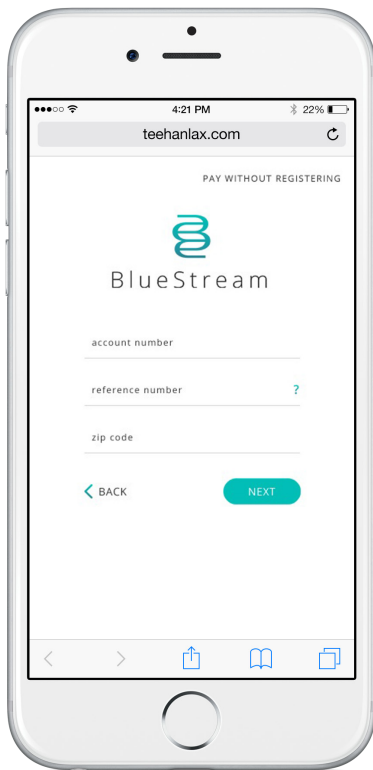 4:21 PM 22%
teehanlax.com
PAY WITHOUT REGISTERING
BlueStream
account number
reference number ?
zip code
BACK NEXT